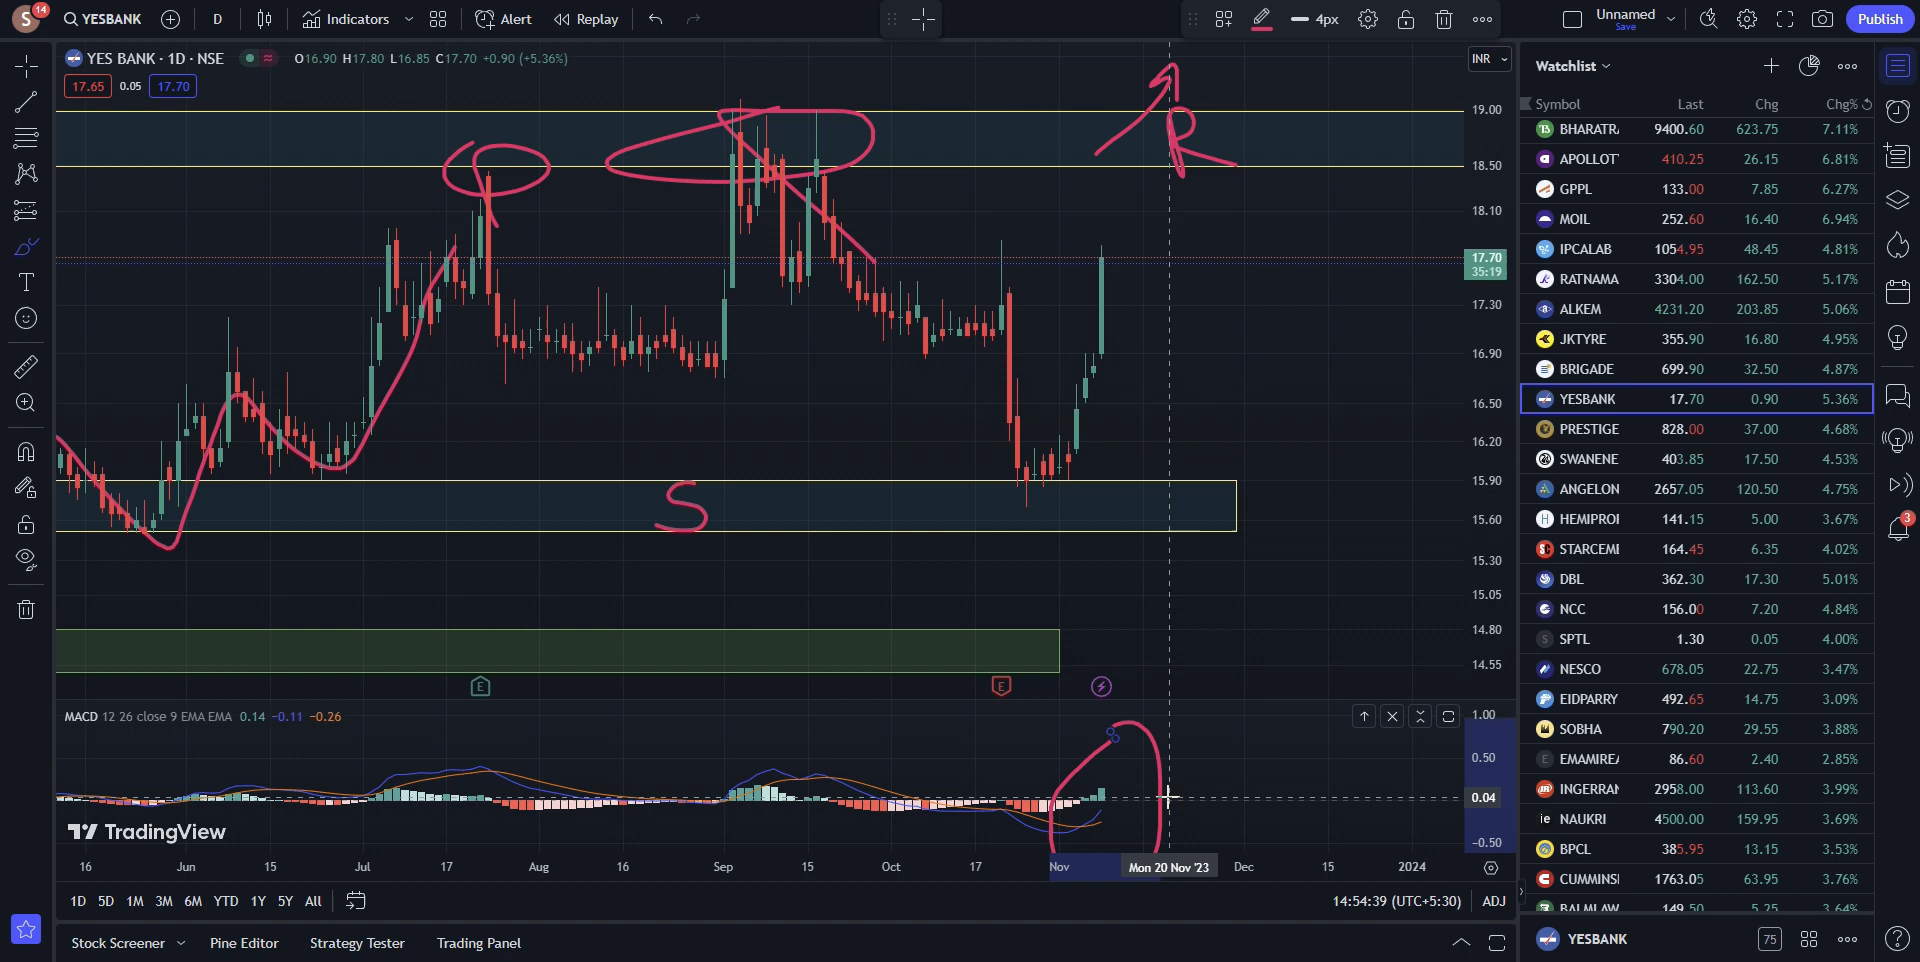 S 14 YESBANK D Indicators Alert Replay 4px Unnamed Save Publish
YES BANK · 1D · NSE O16.90 H17.80 L16.85 C17.70 +0.90 (+5.36%) INR
17.65 0.05 17.70
19.00
18.50
18.10
17.70
35:19
17.30
16.90
16.50
16.20
15.90
15.60
15.30
15.05
14.80
14.55
R
S
E E
MACD 12 26 close 9 EMA EMA 0.14 −0.11 −0.26
1.00
0.50
0.04
−0.50
TradingView
16 Jun 15 Jul 17 Aug 16 Sep 15 Oct 17 Nov Mon 20 Nov '23 Dec 15 2024
1D 5D 1M 3M 6M YTD 1Y 5Y All 14:54:39 (UTC+5:30) ADJ
Stock Screener Pine Editor Strategy Tester Trading Panel
Watchlist
Symbol Last Chg Chg%
BHARTRA 9400.60 623.75 7.11%
APOLLOT 410.25 26.15 6.81%
GPPL 133.00 7.85 6.27%
MOIL 252.60 16.40 6.94%
IPCALAB 1054.95 48.45 4.81%
RATNAMA 3304.00 162.50 5.17%
ALKEM 4231.20 203.85 5.06%
JKTYRE 355.90 16.80 4.95%
BRIGADE 699.90 32.50 4.87%
YESBANK 17.70 0.90 5.36%
PRESTIGE 828.00 37.00 4.68%
SWANENE 403.85 17.50 4.53%
ANGELON 2657.05 120.50 4.75%
HEMIPROI 141.15 5.00 3.67%
STARCEME 164.45 6.35 4.02%
DBL 362.30 17.30 5.01%
NCC 156.00 7.20 4.84%
SPTL 1.30 0.05 4.00%
NESCO 678.05 22.75 3.47%
EIDPARRY 492.65 14.75 3.09%
SOBHA 790.20 29.55 3.88%
EMAMIREA 86.60 2.40 2.85%
INGERRAN 2958.00 113.60 3.99%
NAUKRI 4500.00 159.95 3.69%
BPCL 385.95 13.15 3.53%
CUMMINSI 1763.05 63.95 3.76%
BALMLAW 149.50 5.25 3.64%
YESBANK 75
3